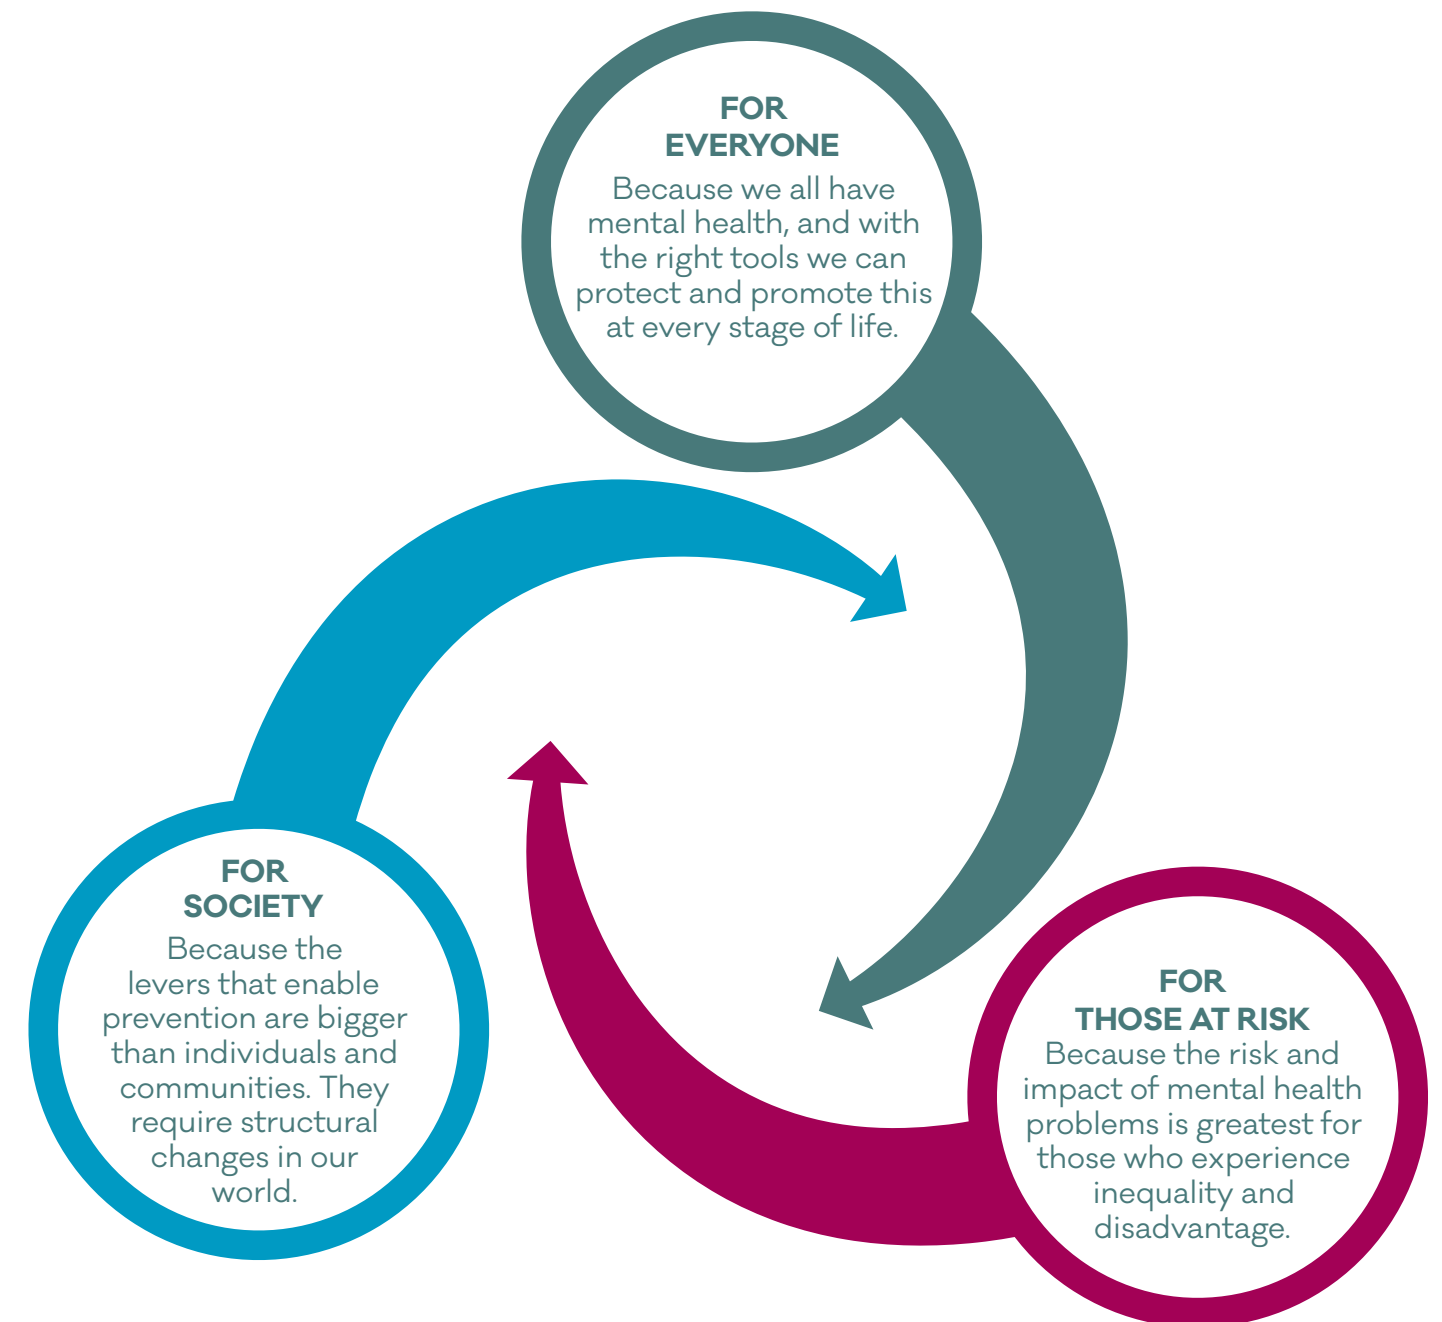 FOR
EVERYONE
Because we all have
mental health, and with
the right tools we can
protect and promote this
at every stage of life.
FOR
SOCIETY
Because the
levers that enable
prevention are bigger
than individuals and
communities. They
require structural
changes in our
world.
FOR
THOSE AT RISK
Because the risk and
impact of mental health
problems is greatest for
those who experience
inequality and
disadvantage.